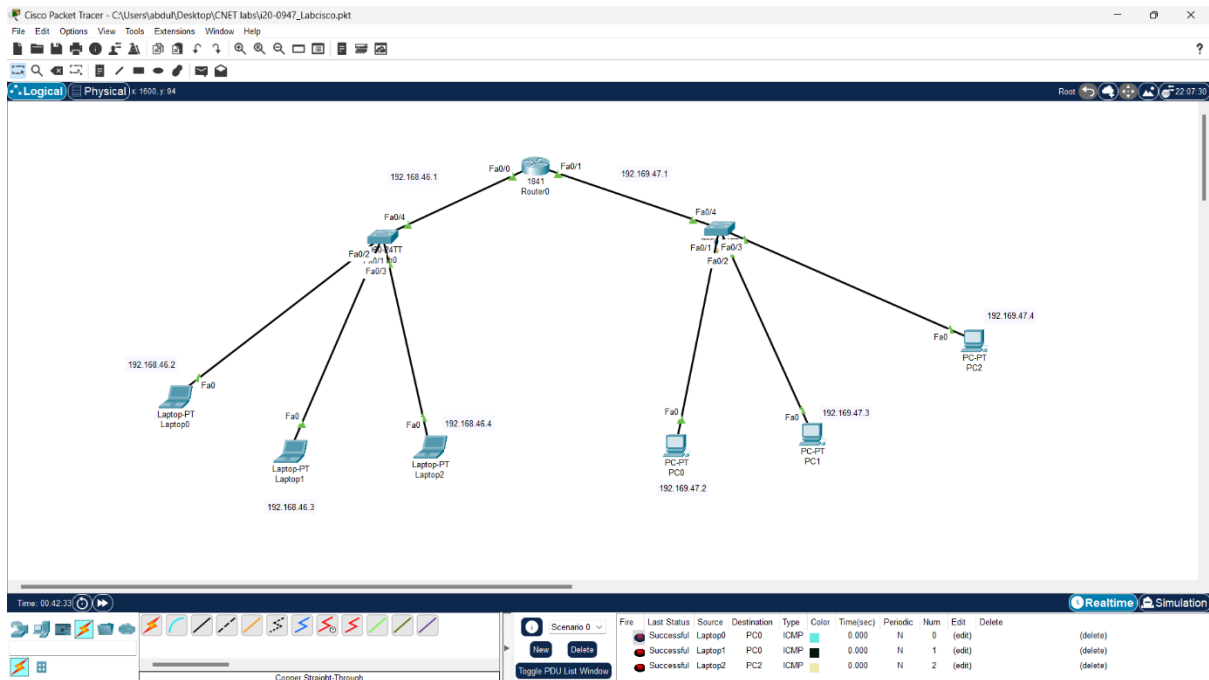 Cisco Packet Tracer - C:\Users\abdul\Desktop\CNET labs\i20-0947_Labcisco.pkt
File Edit Options View Tools Extensions Window Help
?
Logical Physical x: 1600, y: 94 Root 22:07:30
192.168.46.1 Fa0/0 Fa0/1 192.169.47.1
1841
Router0
Fa0/4 Fa0/4
Fa0/2 Fa0/1 Fa0/3
Fa0/3 Fa0/2
192.169.47.4
Fa0
PC-PT
PC2
192.168.46.2
Fa0
Laptop-PT
Laptop0
Fa0
Laptop-PT
Laptop1
192.168.46.3
Fa0 192.168.46.4
Laptop-PT
Laptop2
Fa0
PC-PT
PC0
192.169.47.2
Fa0 192.169.47.3
PC-PT
PC1
Time: 00:42:33 Realtime Simulation
Scenario 0
New Delete
Toggle PDU List Window
Fire Last Status Source Destination Type Color Time(sec) Periodic Num Edit Delete
Successful Laptop0 PC0 ICMP 0.000 N 0 (edit) (delete)
Successful Laptop1 PC0 ICMP 0.000 N 1 (edit) (delete)
Successful Laptop2 PC2 ICMP 0.000 N 2 (edit) (delete)
Copper Straight-Through